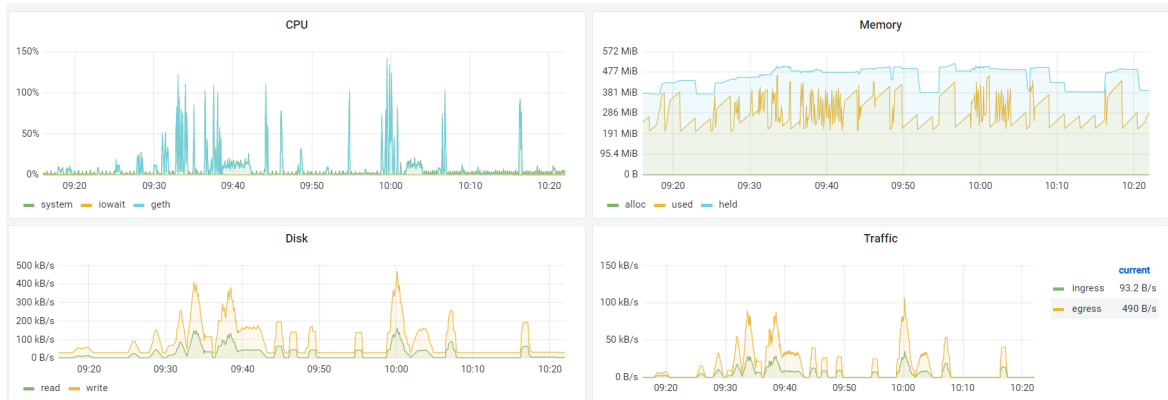 CPU
150%
100%
50%
0%
09:20 09:30 09:40 09:50 10:00 10:10 10:20
system iowait geth
Memory
572 MiB
477 MiB
381 MiB
286 MiB
191 MiB
95.4 MiB
0 B
09:20 09:30 09:40 09:50 10:00 10:10 10:20
alloc used held
Disk
500 kB/s
400 kB/s
300 kB/s
200 kB/s
100 kB/s
0 B/s
09:20 09:30 09:40 09:50 10:00 10:10 10:20
read write
Traffic
150 kB/s
100 kB/s
50 kB/s
0 B/s
09:20 09:30 09:40 09:50 10:00 10:10 10:20
current
ingress 93.2 B/s
egress 490 B/s